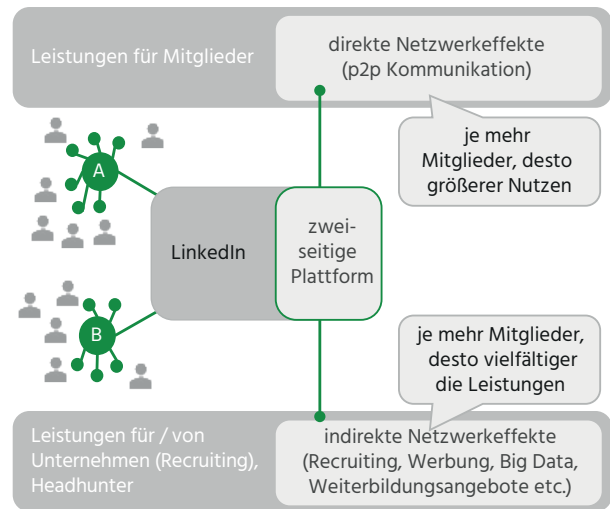 Leistungen für Mitglieder
direkte Netzwerkeffekte
(p2p Kommunikation)
je mehr
Mitglieder, desto
größerer Nutzen
A
LinkedIn
zwei-
seitige
Plattform
B
je mehr Mitglieder,
desto vielfältiger
die Leistungen
Leistungen für / von
Unternehmen (Recruiting),
Headhunter
indirekte Netzwerkeffekte
(Recruiting, Werbung, Big Data,
Weiterbildungsangebote etc.)